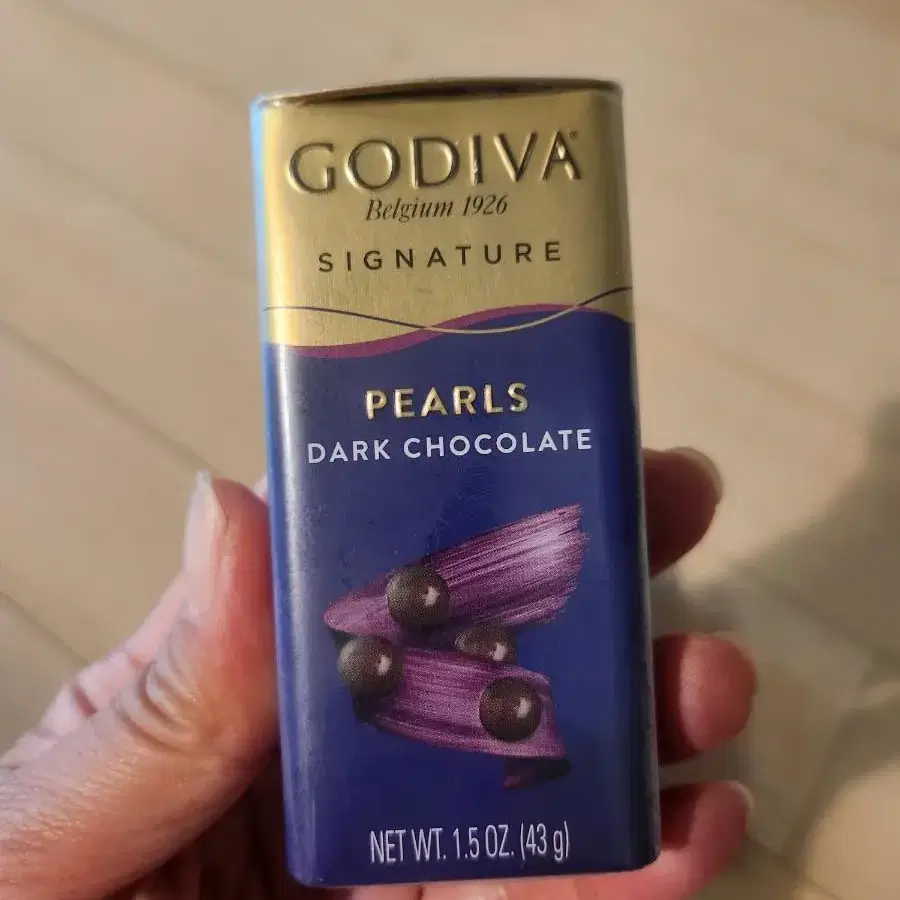 GODIVA
Belgium 1926
SIGNATURE
PEARLS
DARK CHOCOLATE
NET WT. 1.5 OZ. (43 g)